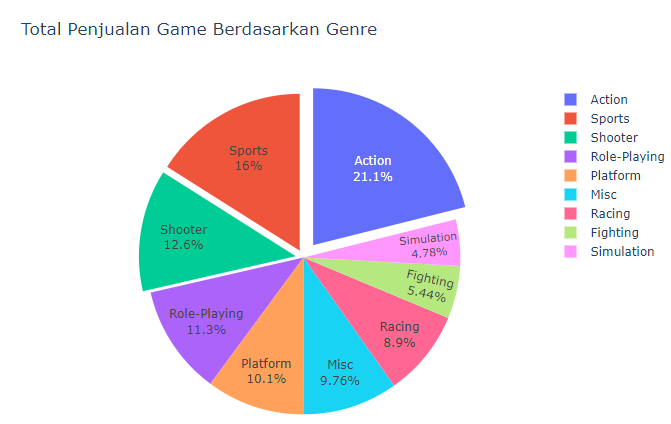 Total Penjualan Game Berdasarkan Genre
Action
21.1%
Sports
16%
Shooter
12.6%
Role-Playing
11.3%
Platform
10.1%
Misc
9.76%
Racing
8.9%
Fighting
5.44%
Simulation
4.78%
Action
Sports
Shooter
Role-Playing
Platform
Misc
Racing
Fighting
Simulation